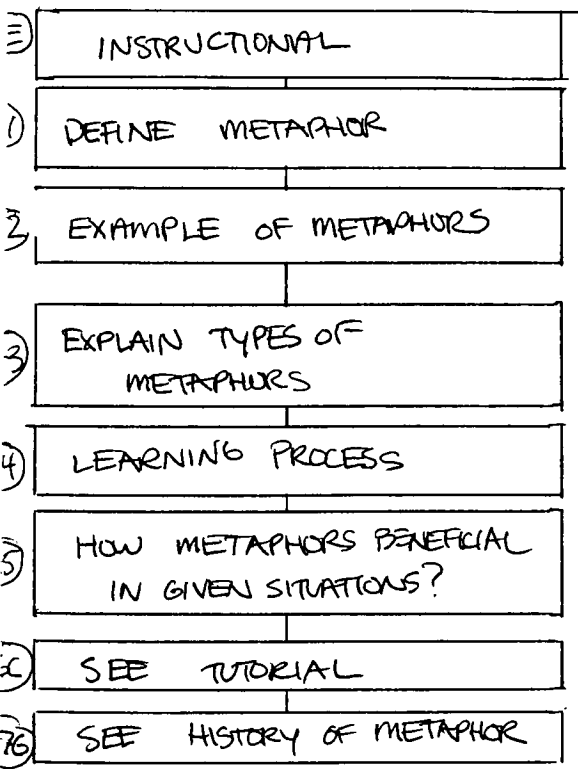 INSTRUCTIONAL
1) DEFINE METAPHOR
EXAMPLE OF METAPHORS
3) EXPLAIN TYPES OF
METAPHORS
4) LEARNING PROCESS
5) HOW METAPHORS BENEFICIAL
IN GIVEN SITUATIONS?
SEE TUTORIAL
SEE HISTORY OF METAPHOR